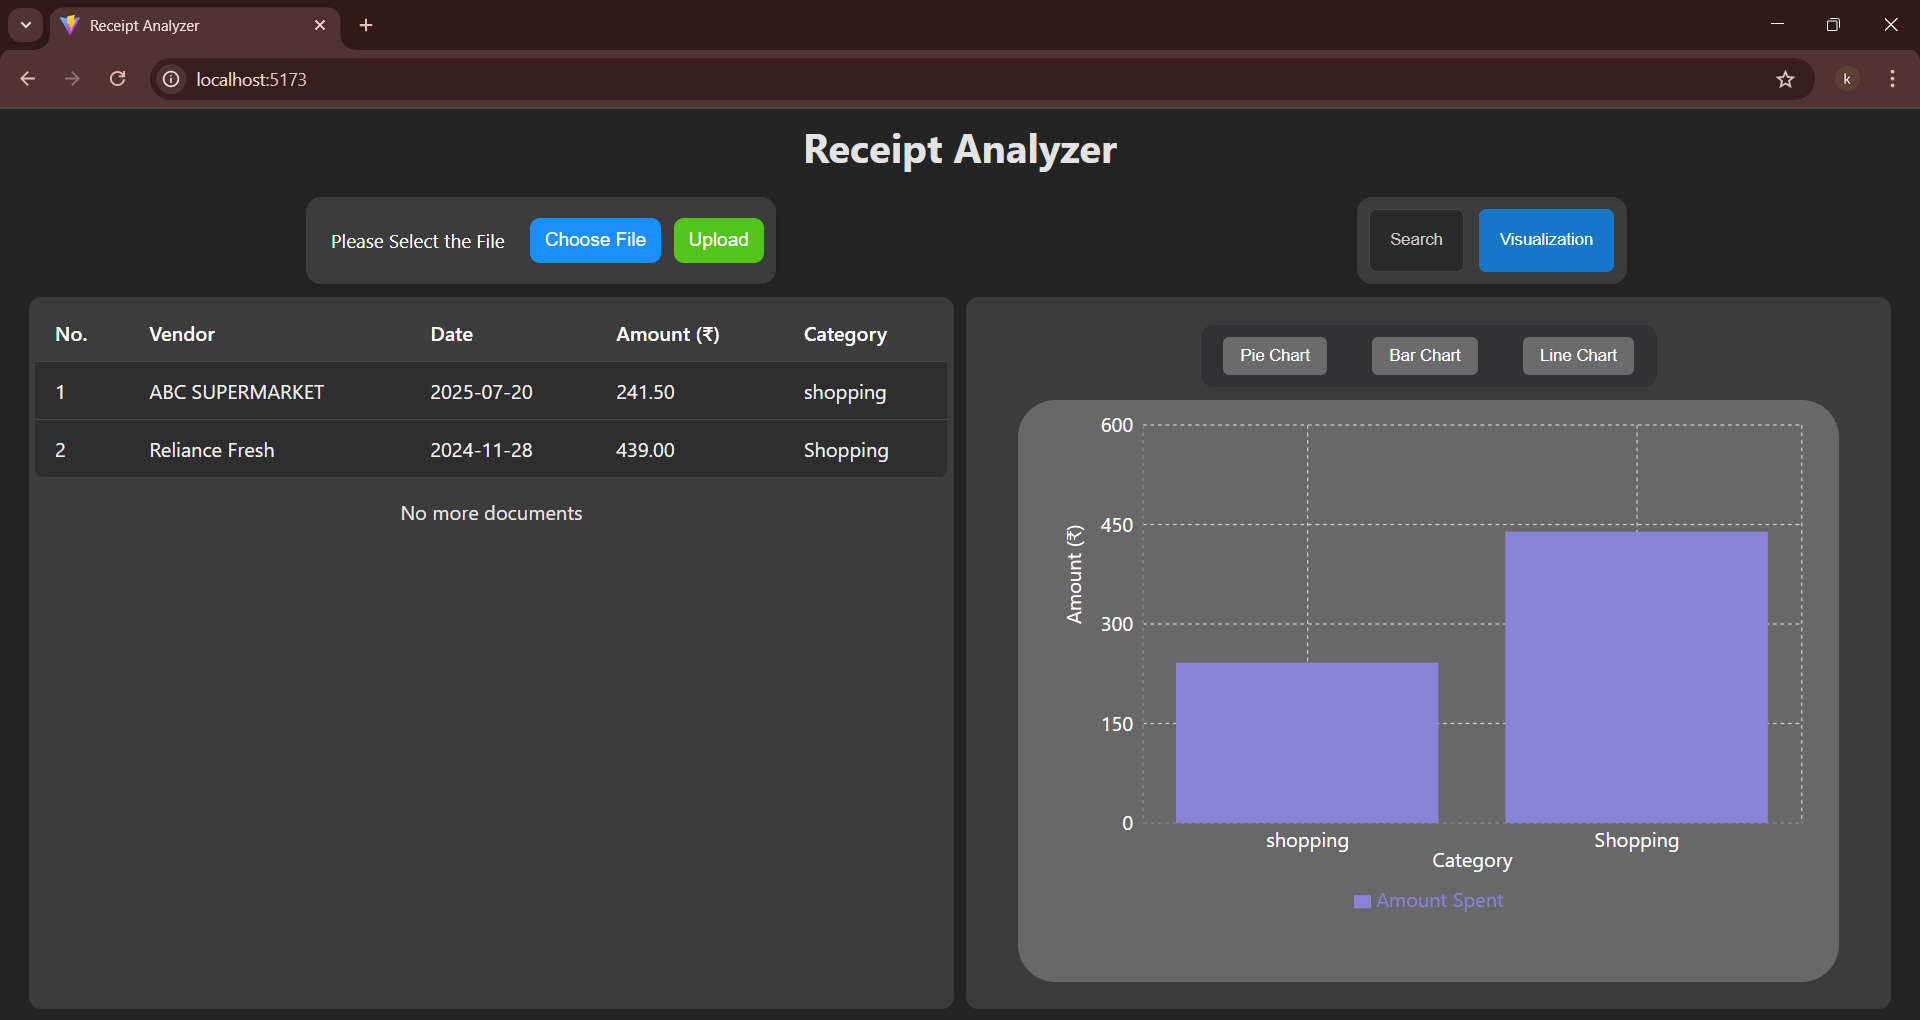 Receipt Analyzer
localhost:5173
k
Receipt Analyzer
Please Select the File Choose File Upload
Search Visualization
No. Vendor Date Amount (₹) Category
1 ABC SUPERMARKET 2025-07-20 241.50 shopping
2 Reliance Fresh 2024-11-28 439.00 Shopping
No more documents
Pie Chart Bar Chart Line Chart
600
450
300
150
0
Amount (₹)
shopping Shopping
Category
Amount Spent